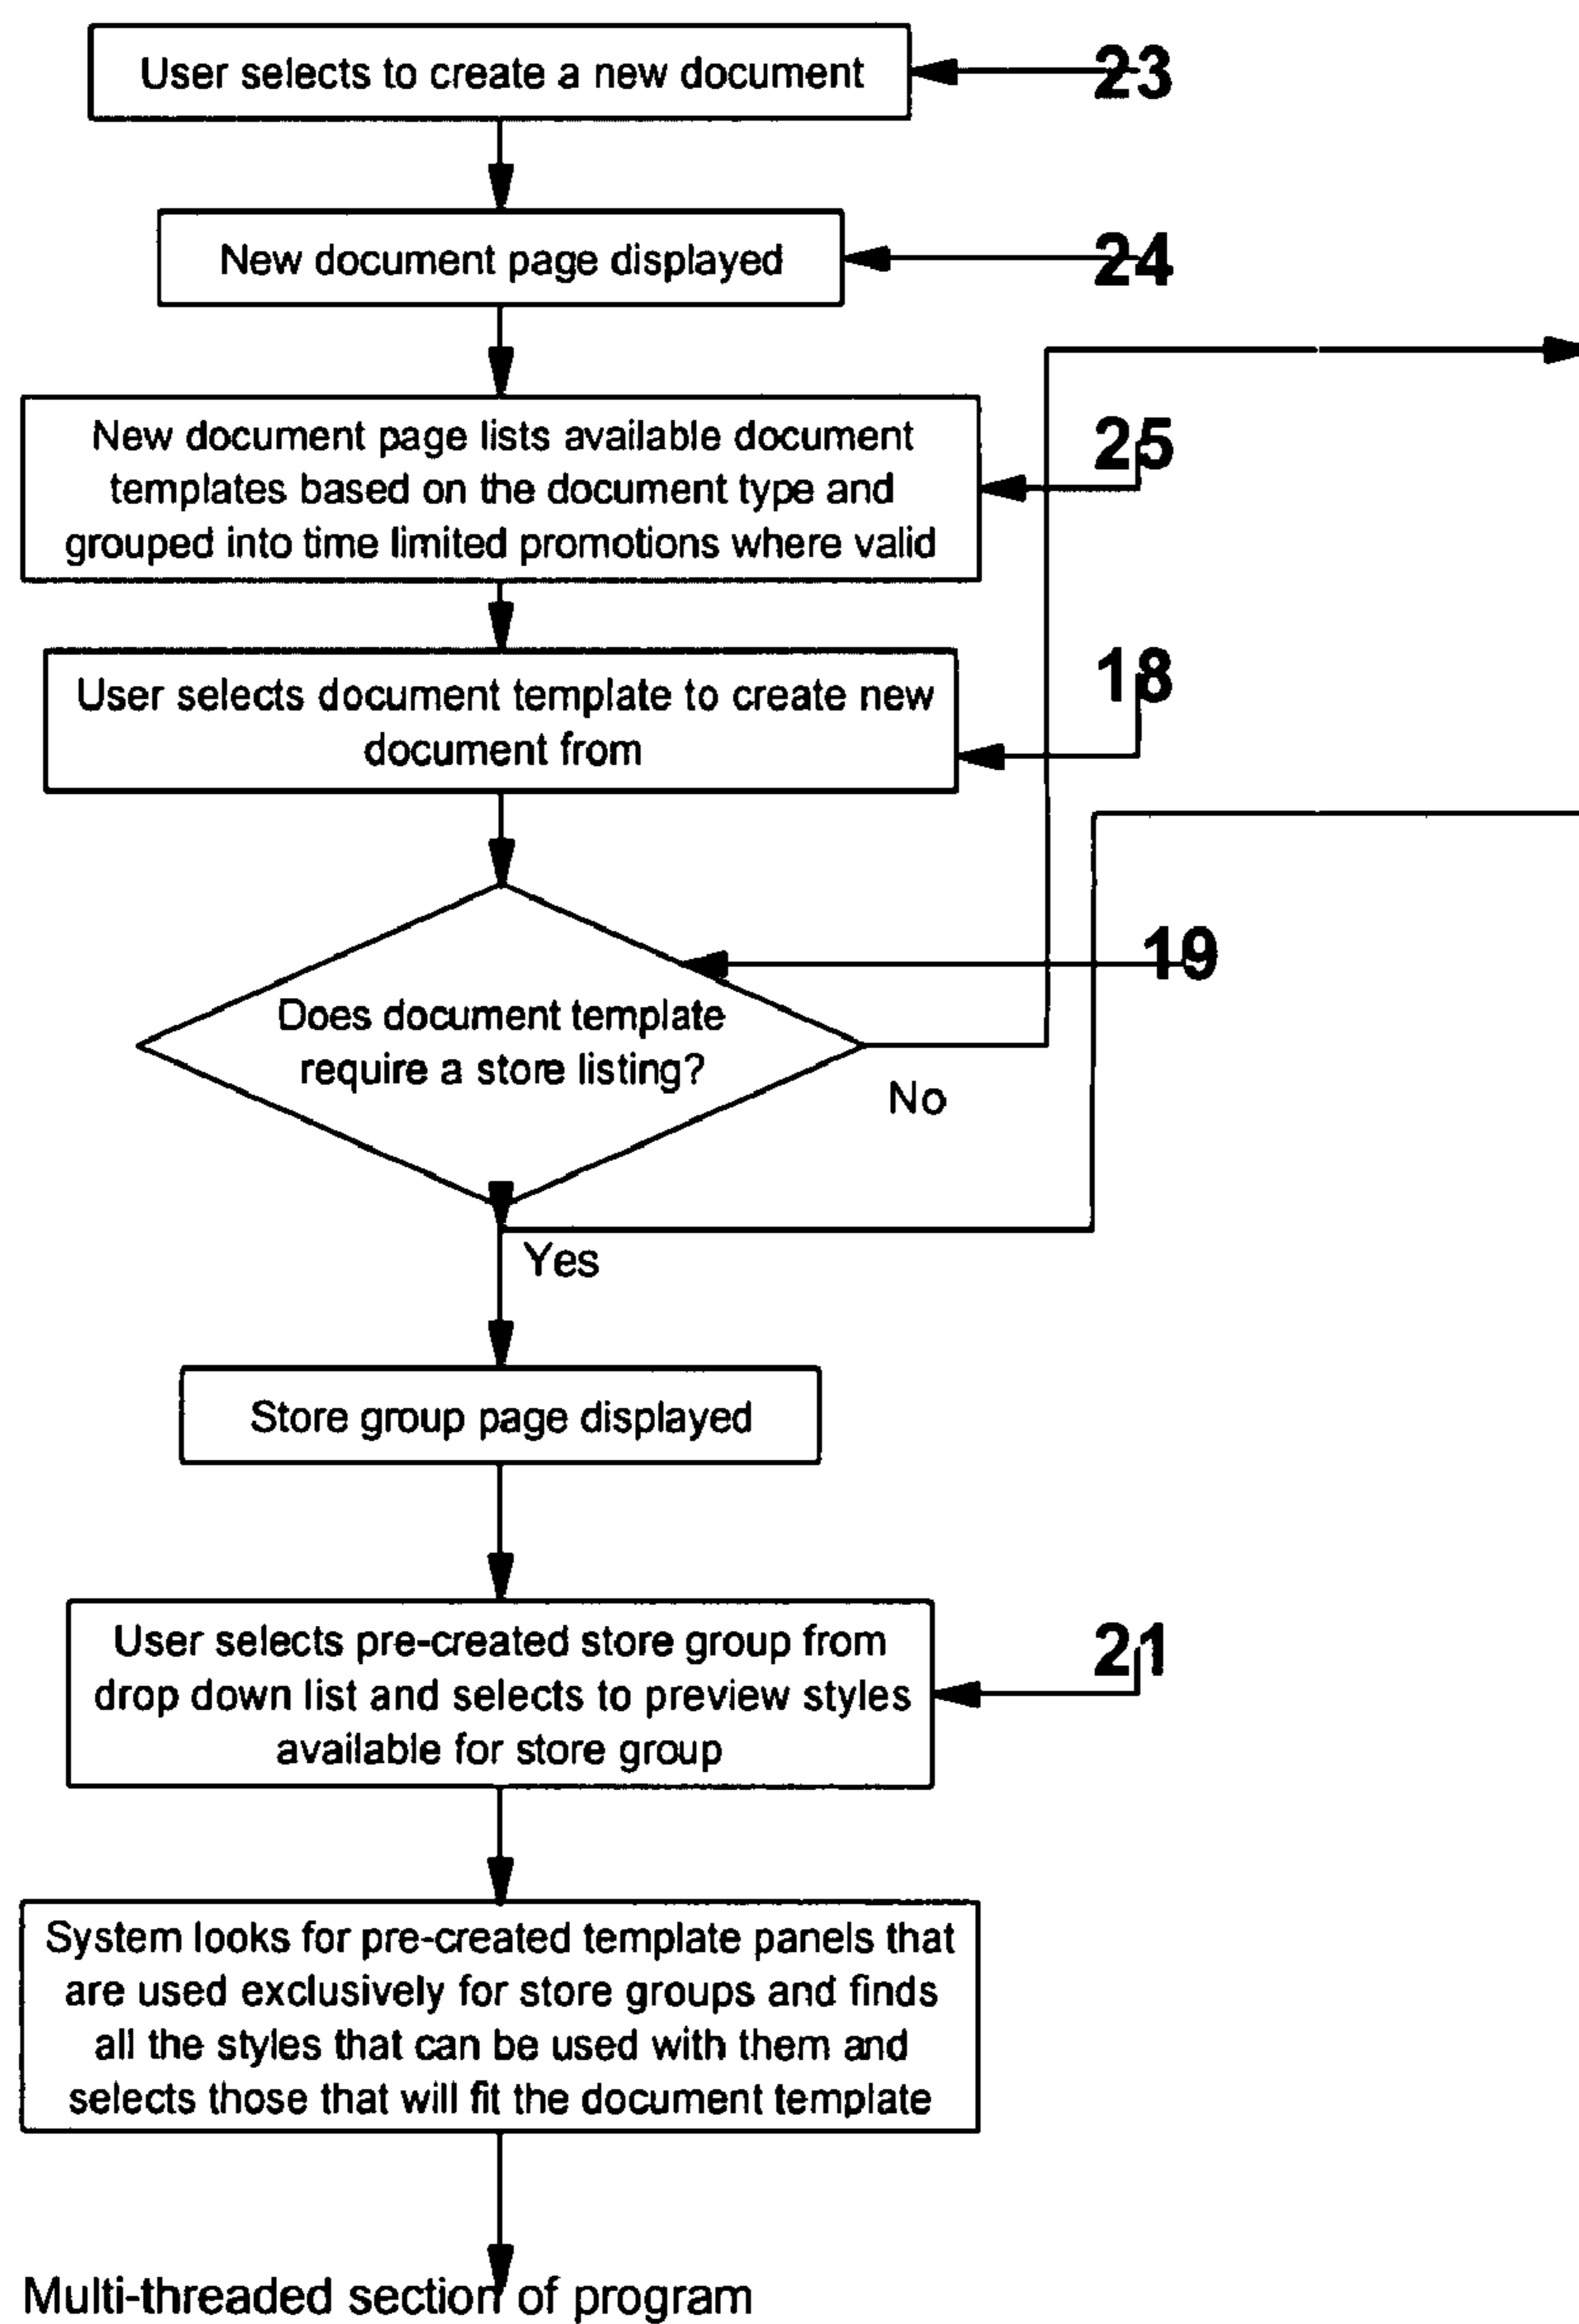 User selects to create a new document
23
New document page displayed
24
New document page lists available document
templates based on the document type and
grouped into time limited promotions where valid
25
User selects document template to create new
document from
18
19
Does document template
require a store listing?
No
Yes
Store group page displayed
User selects pre-created store group from
drop down list and selects to preview styles
available for store group
21
System looks for pre-created template panels that
are used exclusively for store groups and finds
all the styles that can be used with them and
selects those that will fit the document template
Multi-threaded section of program